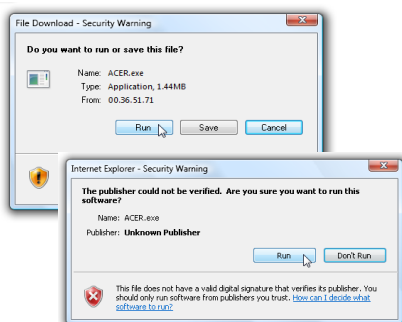 File Download - Security Warning
Do you want to run or save this file?
Name: ACER.exe
Type: Application, 1.44MB
From: 00.36.51.71
Run
Save
Cancel
Internet Explorer - Security Warning
The publisher could not be verified. Are you sure you want to run this
software?
Name: ACER.exe
Publisher: Unknown Publisher
Run
Don't Run
This file does not have a valid digital signature that verifies its publisher. You
should only run software from publishers you trust. How can I decide what
software to run?